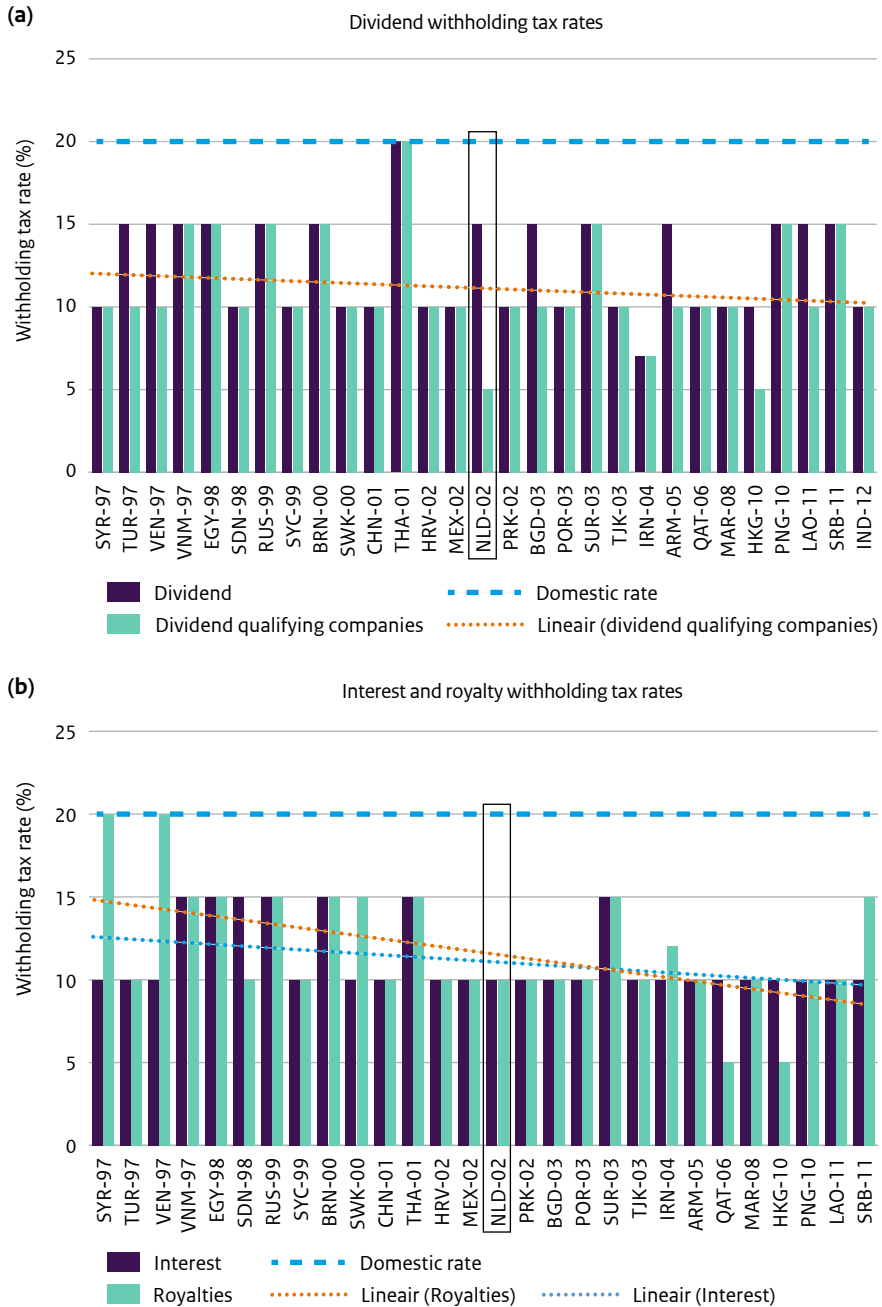 (a)
Dividend withholding tax rates
Withholding tax rate (%)
25
20
15
10
5
0
SYR-97
TUR-97
VEN-97
VNM-97
EGY-98
SDN-98
RUS-99
SYC-99
BRN-00
SWK-00
CHN-01
THA-01
HRV-02
MEX-02
NLD-02
PRK-02
BGD-03
POR-03
SUR-03
TJK-03
IRN-04
ARM-05
QAT-06
MAR-08
HKG-10
PNG-10
LAO-11
SRB-11
IND-12
Dividend
Domestic rate
Dividend qualifying companies
Lineair (dividend qualifying companies)
(b)
Interest and royalty withholding tax rates
Withholding tax rate (%)
25
20
15
10
5
0
SYR-97
TUR-97
VEN-97
VNM-97
EGY-98
SDN-98
RUS-99
SYC-99
BRN-00
SWK-00
CHN-01
THA-01
HRV-02
MEX-02
NLD-02
PRK-02
BGD-03
POR-03
SUR-03
TJK-03
IRN-04
ARM-05
QAT-06
MAR-08
HKG-10
PNG-10
LAO-11
SRB-11
Interest
Domestic rate
Royalties
Lineair (Royalties)
Lineair (Interest)